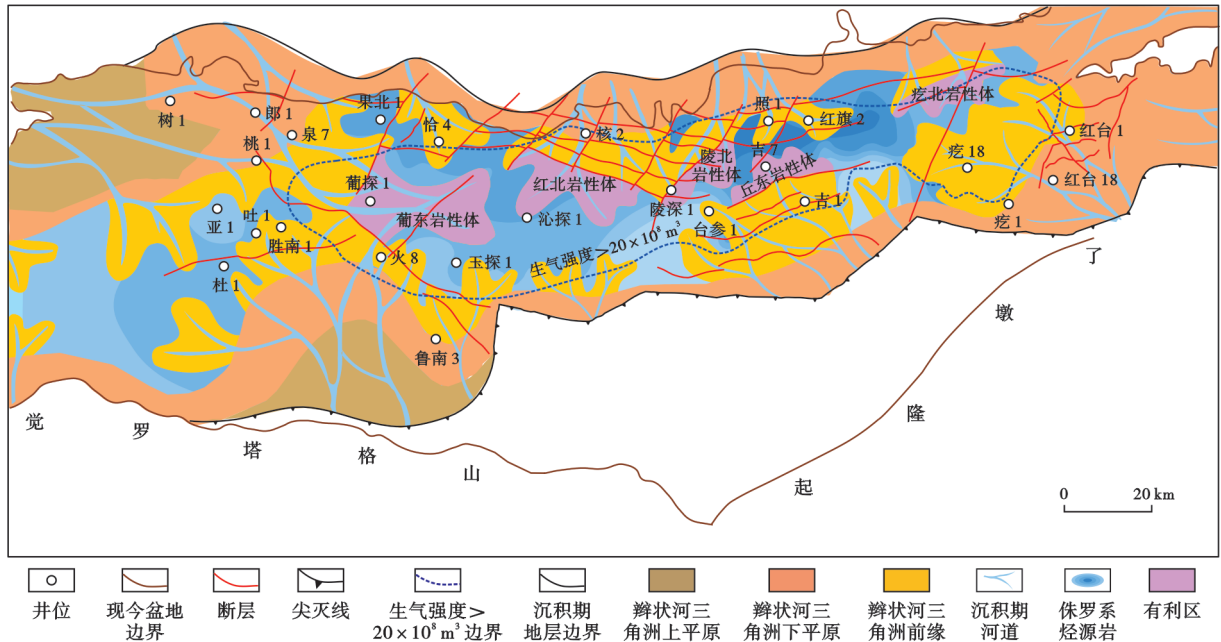 树 1
郎 1
泉 7
桃 1
果北 1
恰 4
核 2
照 1
红旗 2
疙北岩性体
红台 1
红台 18
疙 18
疙 1
吉 7
陵北
岩性体
丘东岩性体
葡探 1
葡东岩性体
红北岩性体
沁探 1
陵深 1
台参 1
吉 1
亚 1
吐 1
胜南 1
杜 1
火 8
玉探 1
生气强度>20×10⁸ m³
鲁南 3
觉 罗 塔 格 山
起 隆 墩 了
0 20 km
井位
现今盆地
边界
断层
尖灭线
生气强度>
20×10⁸ m³ 边界
沉积期
地层边界
辫状河三
角洲上平原
辫状河三
角洲下平原
辫状河三
角洲前缘
沉积期
河道
侏罗系
烃源岩
有利区